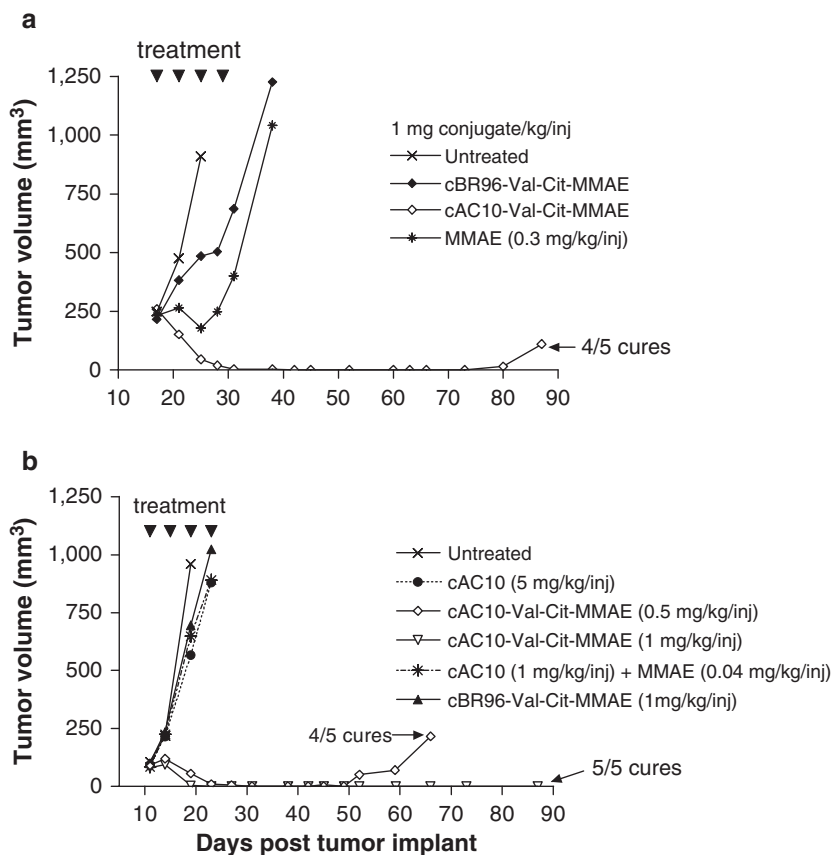 a
treatment
1,250
1,000
750
500
250
0
Tumor volume (mm³)
10 20 30 40 50 60 70 80 90
1 mg conjugate/kg/inj
Untreated
cBR96-Val-Cit-MMAE
cAC10-Val-Cit-MMAE
MMAE (0.3 mg/kg/inj)
4/5 cures
b
treatment
1,250
1,000
750
500
250
0
Tumor volume (mm³)
10 20 30 40 50 60 70 80 90
Days post tumor implant
Untreated
cAC10 (5 mg/kg/inj)
cAC10-Val-Cit-MMAE (0.5 mg/kg/inj)
cAC10-Val-Cit-MMAE (1 mg/kg/inj)
cAC10 (1 mg/kg/inj) + MMAE (0.04 mg/kg/inj)
cBR96-Val-Cit-MMAE (1mg/kg/inj)
4/5 cures
5/5 cures